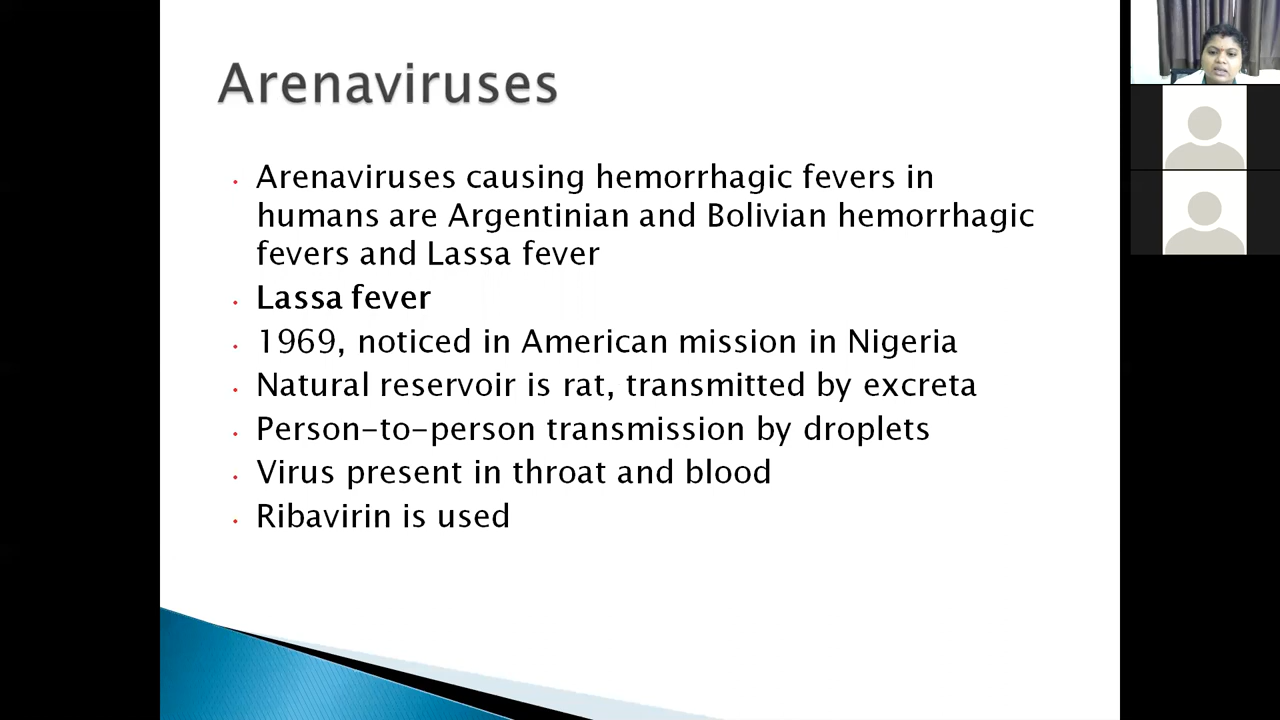 Arenaviruses
• Arenaviruses causing hemorrhagic fevers in
humans are Argentinian and Bolivian hemorrhagic
fevers and Lassa fever
• Lassa fever
• 1969, noticed in American mission in Nigeria
• Natural reservoir is rat, transmitted by excreta
• Person-to-person transmission by droplets
• Virus present in throat and blood
• Ribavirin is used